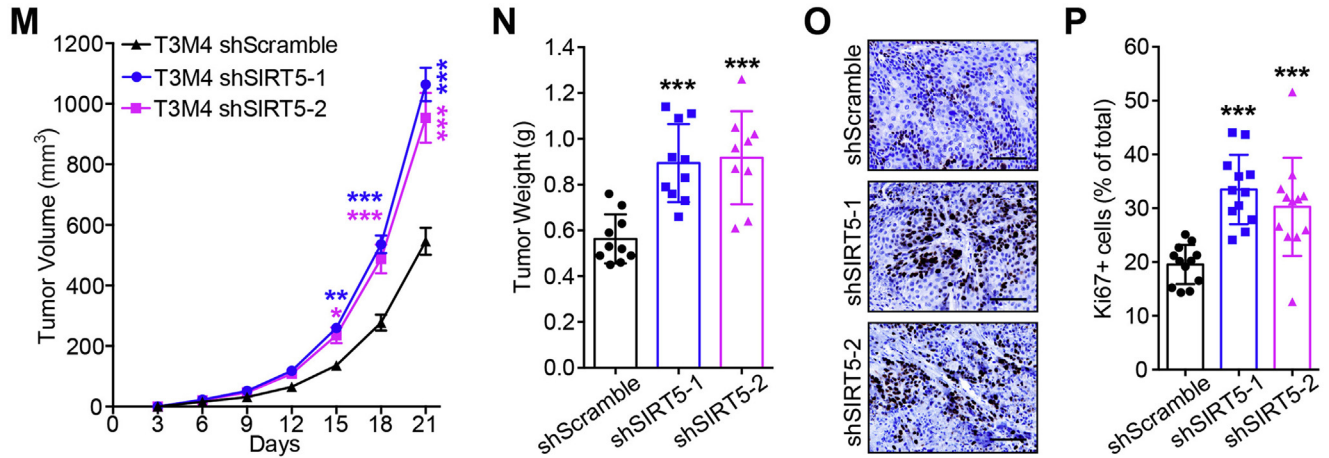 M
T3M4 shScramble
T3M4 shSIRT5-1
T3M4 shSIRT5-2
Tumor Volume (mm³)
1200
1000
800
600
400
200
0
0 3 6 9 12 15 18 21
Days
**
*
***
***
***
***
N
Tumor Weight (g)
1.4
1.2
1.0
0.8
0.6
0.4
0.2
0.0
***
***
shScramble
shSIRT5-1
shSIRT5-2
O
shScramble
shSIRT5-1
shSIRT5-2
P
Ki67+ cells (% of total)
60
50
40
30
20
10
0
***
***
shScramble
shSIRT5-1
shSIRT5-2